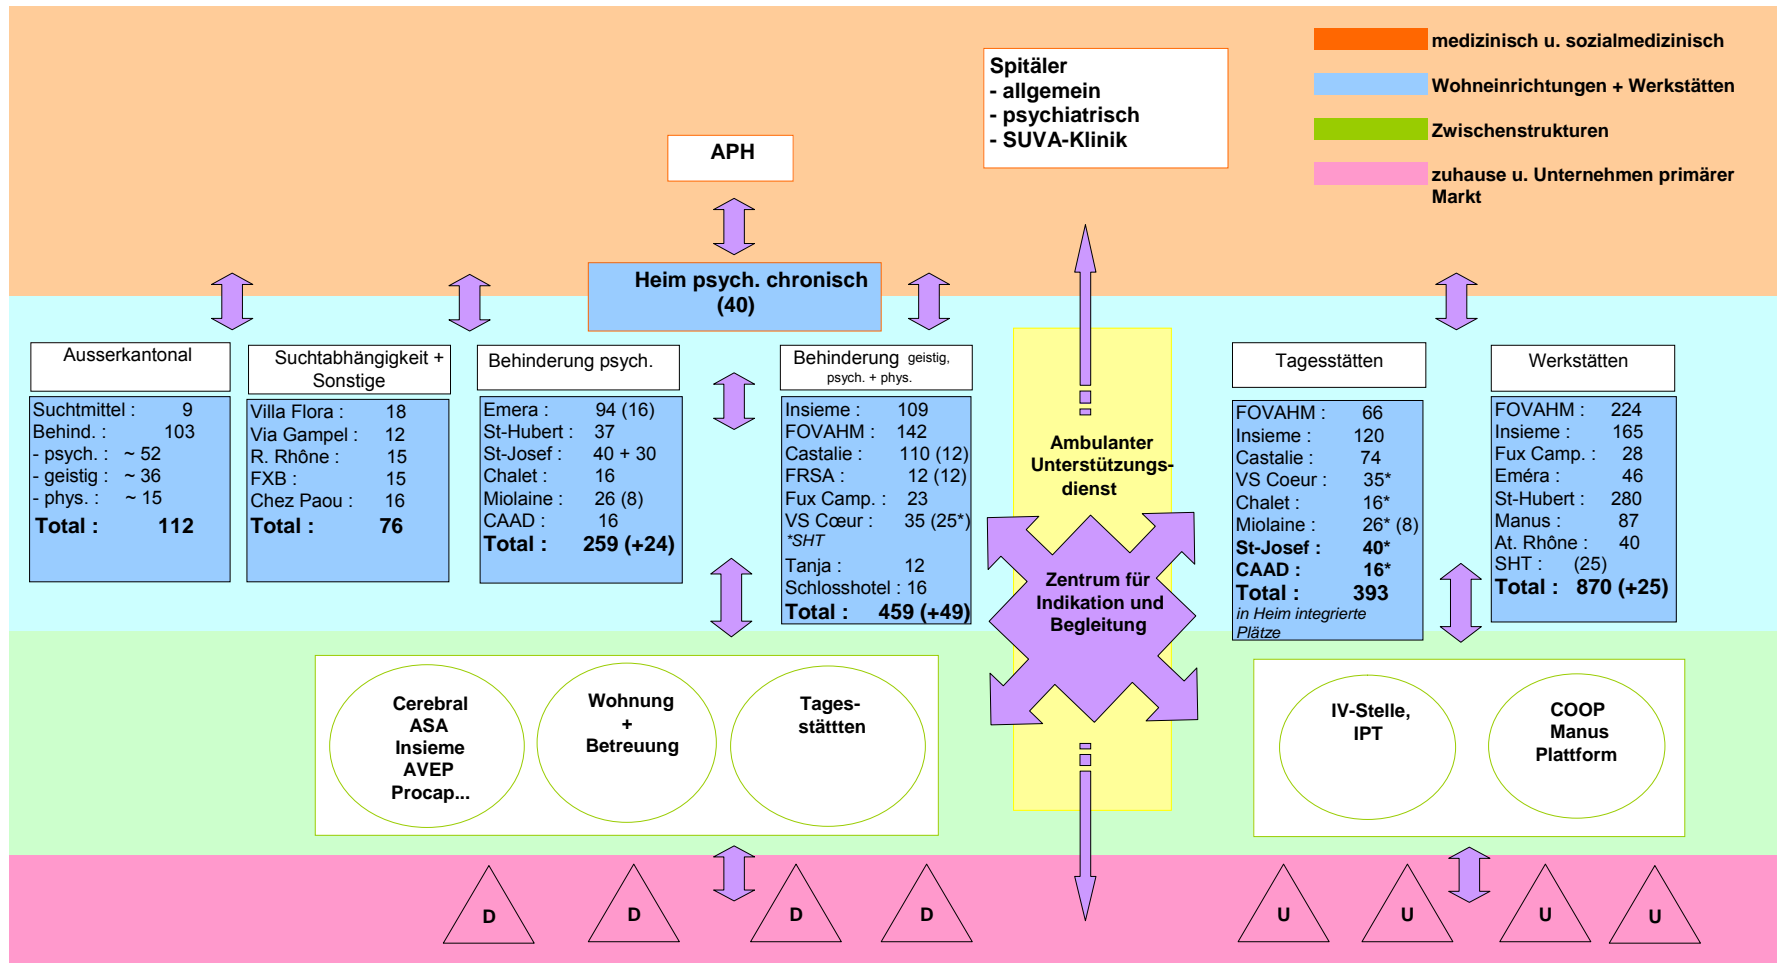 medizinisch u. sozialmedizinisch
Wohneinrichtungen + Werkstätten
Zwischenstrukturen
zuhause u. Unternehmen primärer
Markt
Spitäler
- allgemein
- psychiatrisch
- SUVA-Klinik
APH
Heim psych. chronisch
(40)
Ausserkantonal
Suchtmittel : 9
Behind. : 103
- psych. : ~ 52
- geistig : ~ 36
- phys. : ~ 15
Total : 112
Suchtabhängigkeit +
Sonstige
Villa Flora : 18
Via Gampel : 12
R. Rhône : 15
FXB : 15
Chez Paou : 16
Total : 76
Behinderung psych.
Emera : 94 (16)
St-Hubert : 37
St-Josef : 40 + 30
Chalet : 16
Miolaine : 26 (8)
CAAD : 16
Total : 259 (+24)
Behinderung geistig,
psych. + phys.
Insieme : 109
FOVAHM : 142
Castalie : 110 (12)
FRSA : 12 (12)
Fux Camp. : 23
VS Cœur : 35 (25*)
*SHT
Tanja : 12
Schlosshotel : 16
Total : 459 (+49)
Ambulanter
Unterstützungs-
dienst
Zentrum für
Indikation und
Begleitung
Tagesstätten
FOVAHM : 66
Insieme : 120
Castalie : 74
VS Coeur : 35*
Chalet : 16*
Miolaine : 26* (8)
St-Josef : 40*
CAAD : 16*
Total : 393
in Heim integrierte
Plätze
Werkstätten
FOVAHM : 224
Insieme : 165
Fux Camp. : 28
Eméra : 46
St-Hubert : 280
Manus : 87
At. Rhône : 40
SHT : (25)
Total : 870 (+25)
Cerebral
ASA
Insieme
AVEP
Procap...
Wohnung
+
Betreuung
Tages-
stättten
IV-Stelle,
IPT
COOP
Manus
Plattform
D D D D U U U U